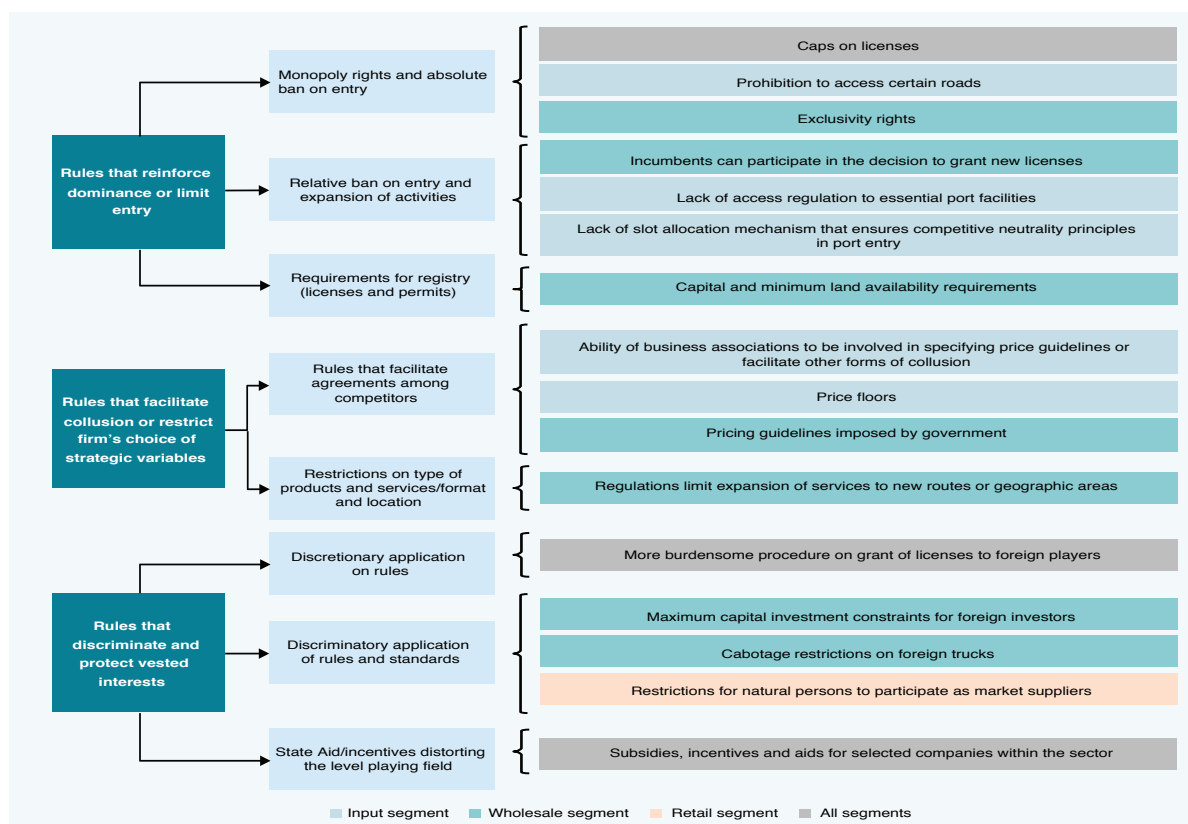 Rules that reinforce
dominance or limit
entry
Monopoly rights and absolute
ban on entry
Caps on licenses
Prohibition to access certain roads
Exclusivity rights
Relative ban on entry and
expansion of activities
Incumbents can participate in the decision to grant new licenses
Lack of access regulation to essential port facilities
Lack of slot allocation mechanism that ensures competitive neutrality principles
in port entry
Requirements for registry
(licenses and permits)
Capital and minimum land availability requirements
Rules that facilitate
collusion or restrict
firm's choice of
strategic variables
Rules that facilitate
agreements among
competitors
Ability of business associations to be involved in specifying price guidelines or
facilitate other forms of collusion
Price floors
Pricing guidelines imposed by government
Restrictions on type of
products and services/format
and location
Regulations limit expansion of services to new routes or geographic areas
Rules that
discriminate and
protect vested
interests
Discretionary application
on rules
More burdensome procedure on grant of licenses to foreign players
Discriminatory application
of rules and standards
Maximum capital investment constraints for foreign investors
Cabotage restrictions on foreign trucks
Restrictions for natural persons to participate as market suppliers
State Aid/incentives distorting
the level playing field
Subsidies, incentives and aids for selected companies within the sector
Input segment Wholesale segment Retail segment All segments